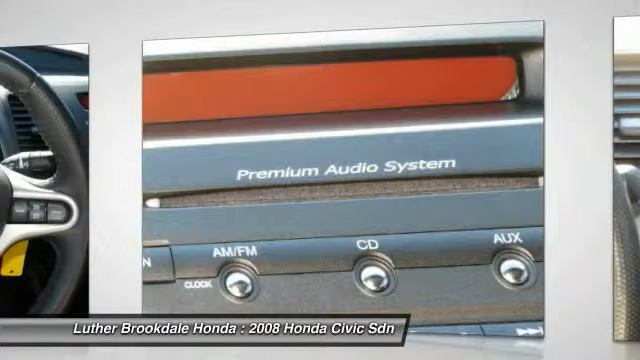 Premium Audio System
AM/FM CD AUX
CLOCK
Luther Brookdale Honda : 2008 Honda Civic Sdn